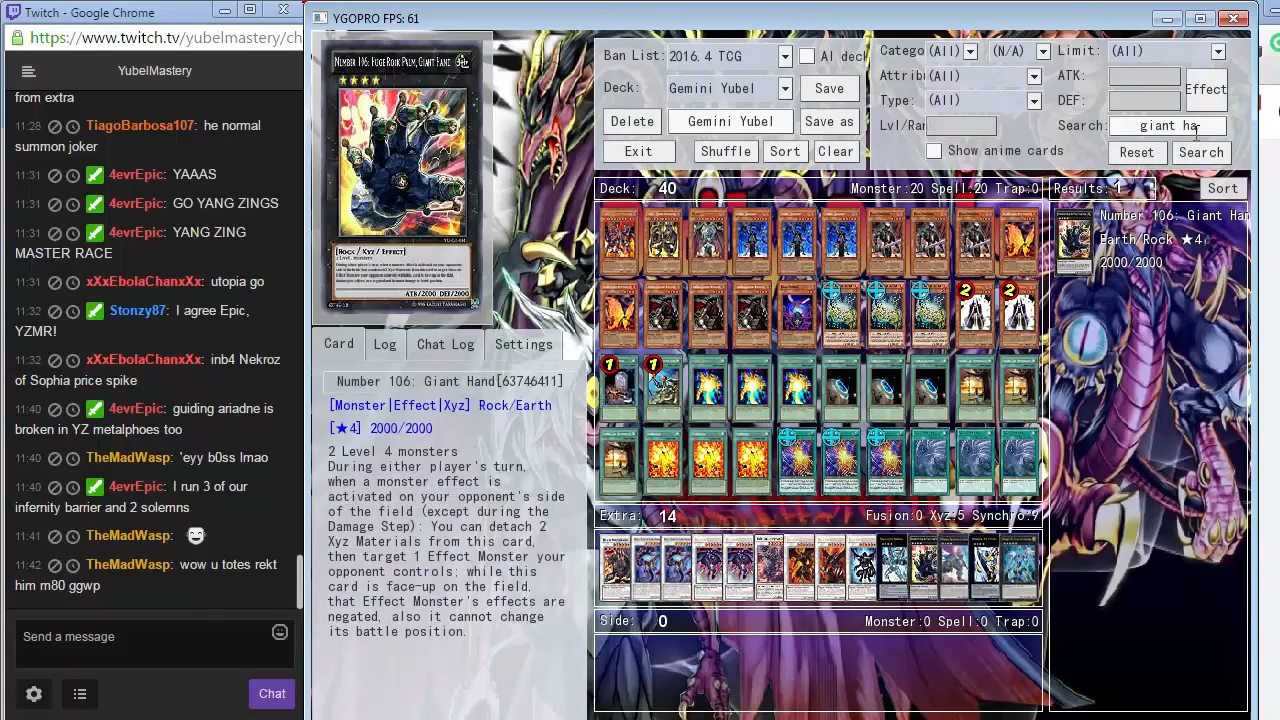 Twitch - Google Chrome
https://www.twitch.tv/yubelmastery/ch
YubelMastery
from extra
11:28 TiagoBarbosa107: he normal
summon joker
11:31 4evrEpic: YAAAS
11:31 4evrEpic: GO YANG ZINGS
11:31 4evrEpic: YANG ZING
MASTER RACE
11:31 xXxEbolaChanxXx: utopia go
11:32 Stonzy87: I agree Epic,
YZMR!
11:32 xXxEbolaChanxXx: inb4 Nekroz
of Sophia price spike
11:40 4evrEpic: guiding ariadne is
broken in YZ metalphoes too
11:40 TheMadWasp: 'eyy b0ss lmao
11:40 4evrEpic: I run 3 of our
infernity barrier and 2 solemns
11:41 TheMadWasp:
11:42 TheMadWasp: wow u totes rekt
him m80 ggwp
Send a message
Chat
YGOPRO FPS: 61
[Rock / Xyz / Effect]
ATK/2000 DEF/2000
Card
Log
Chat Log
Settings
Number 106: Giant Hand[63746411]
[Monster|Effect|Xyz] Rock/Earth
[★4] 2000/2000
2 Level 4 monsters
During either player's turn,
when a monster effect is
activated on your opponent's side
of the field (except during the
Damage Step): You can detach 2
Xyz Materials from this card,
then target 1 Effect Monster your
opponent controls; while this
card is face-up on the field,
that Effect Monster's effects are
negated, also it cannot change
its battle position.
Ban List: 2016.4 TCG
AI deck
Deck: Gemini Yubel
Save
Delete
Gemini Yubel
Save as
Exit
Shuffle
Sort
Clear
Catego (All) (N/A) Limit: (All)
Attribu (All) ATK:
Effect
Type: (All) DEF:
Lvl/Ran Search: giant ha
Show anime cards
Reset
Search
Deck: 40 Monster:20 Spell:20 Trap:0
2 2
1 1
Extra: 14 Fusion:0 Xyz:5 Synchro:9
Side: 0 Monster:0 Spell:0 Trap:0
Results: 1
Sort
Number 106: Giant Han
Earth/Rock ★4
2000/2000